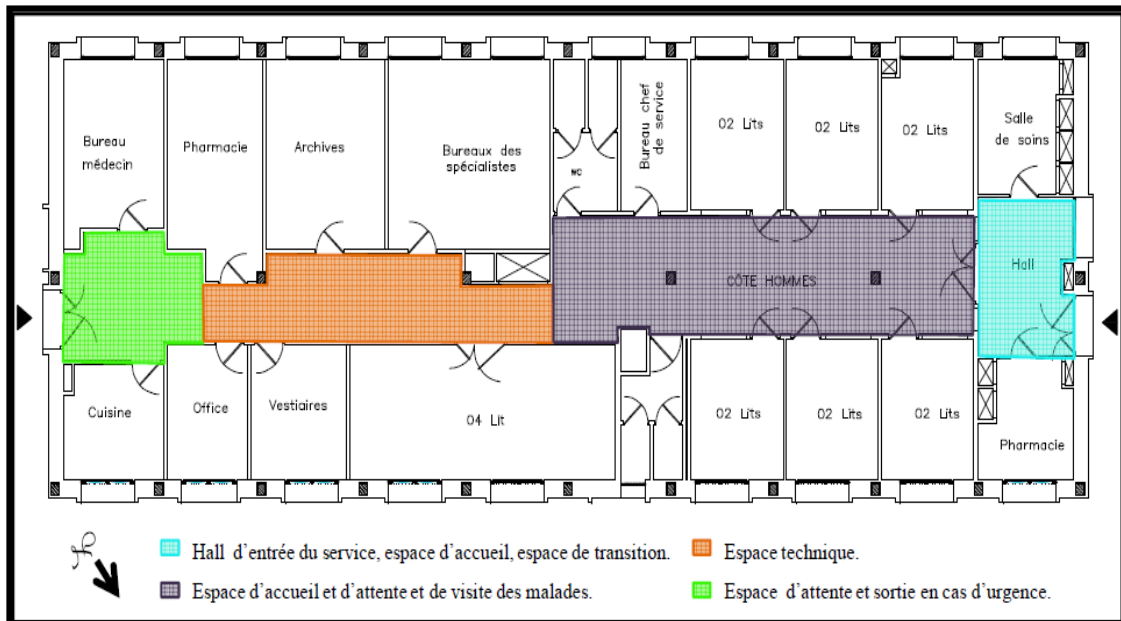 Bureau
médecin
Pharmacie
Archives
Bureaux des
spécialistes
WC
Bureau chef
de service
02 Lits
02 Lits
02 Lits
Salle
de soins
CÔTE HOMMES
Hall
Cuisine
Office
Vestiaires
04 Lit
02 Lits
02 Lits
02 Lits
Pharmacie
Hall d'entrée du service, espace d'accueil, espace de transition.
Espace technique.
Espace d'accueil et d'attente et de visite des malades.
Espace d'attente et sortie en cas d'urgence.